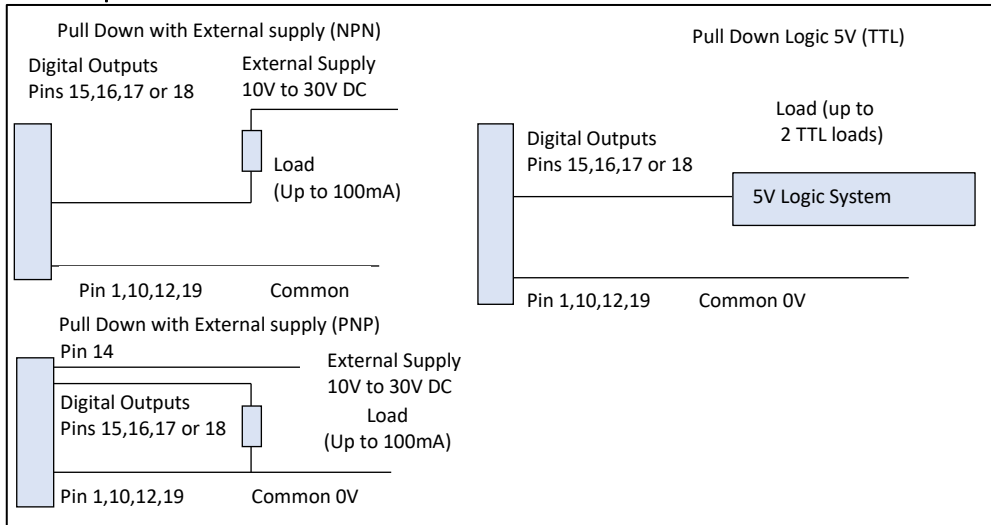 Pull Down with External supply (NPN)
Digital Outputs
Pins 15,16,17 or 18
External Supply
10V to 30V DC
Load
(Up to 100mA)
Pin 1,10,12,19
Common
Pull Down Logic 5V (TTL)
Digital Outputs
Pins 15,16,17 or 18
Load (up to
2 TTL loads)
5V Logic System
Pin 1,10,12,19
Common 0V
Pull Down with External supply (PNP)
Pin 14
External Supply
10V to 30V DC
Digital Outputs
Pins 15,16,17 or 18
Load
(Up to 100mA)
Pin 1,10,12,19
Common 0V